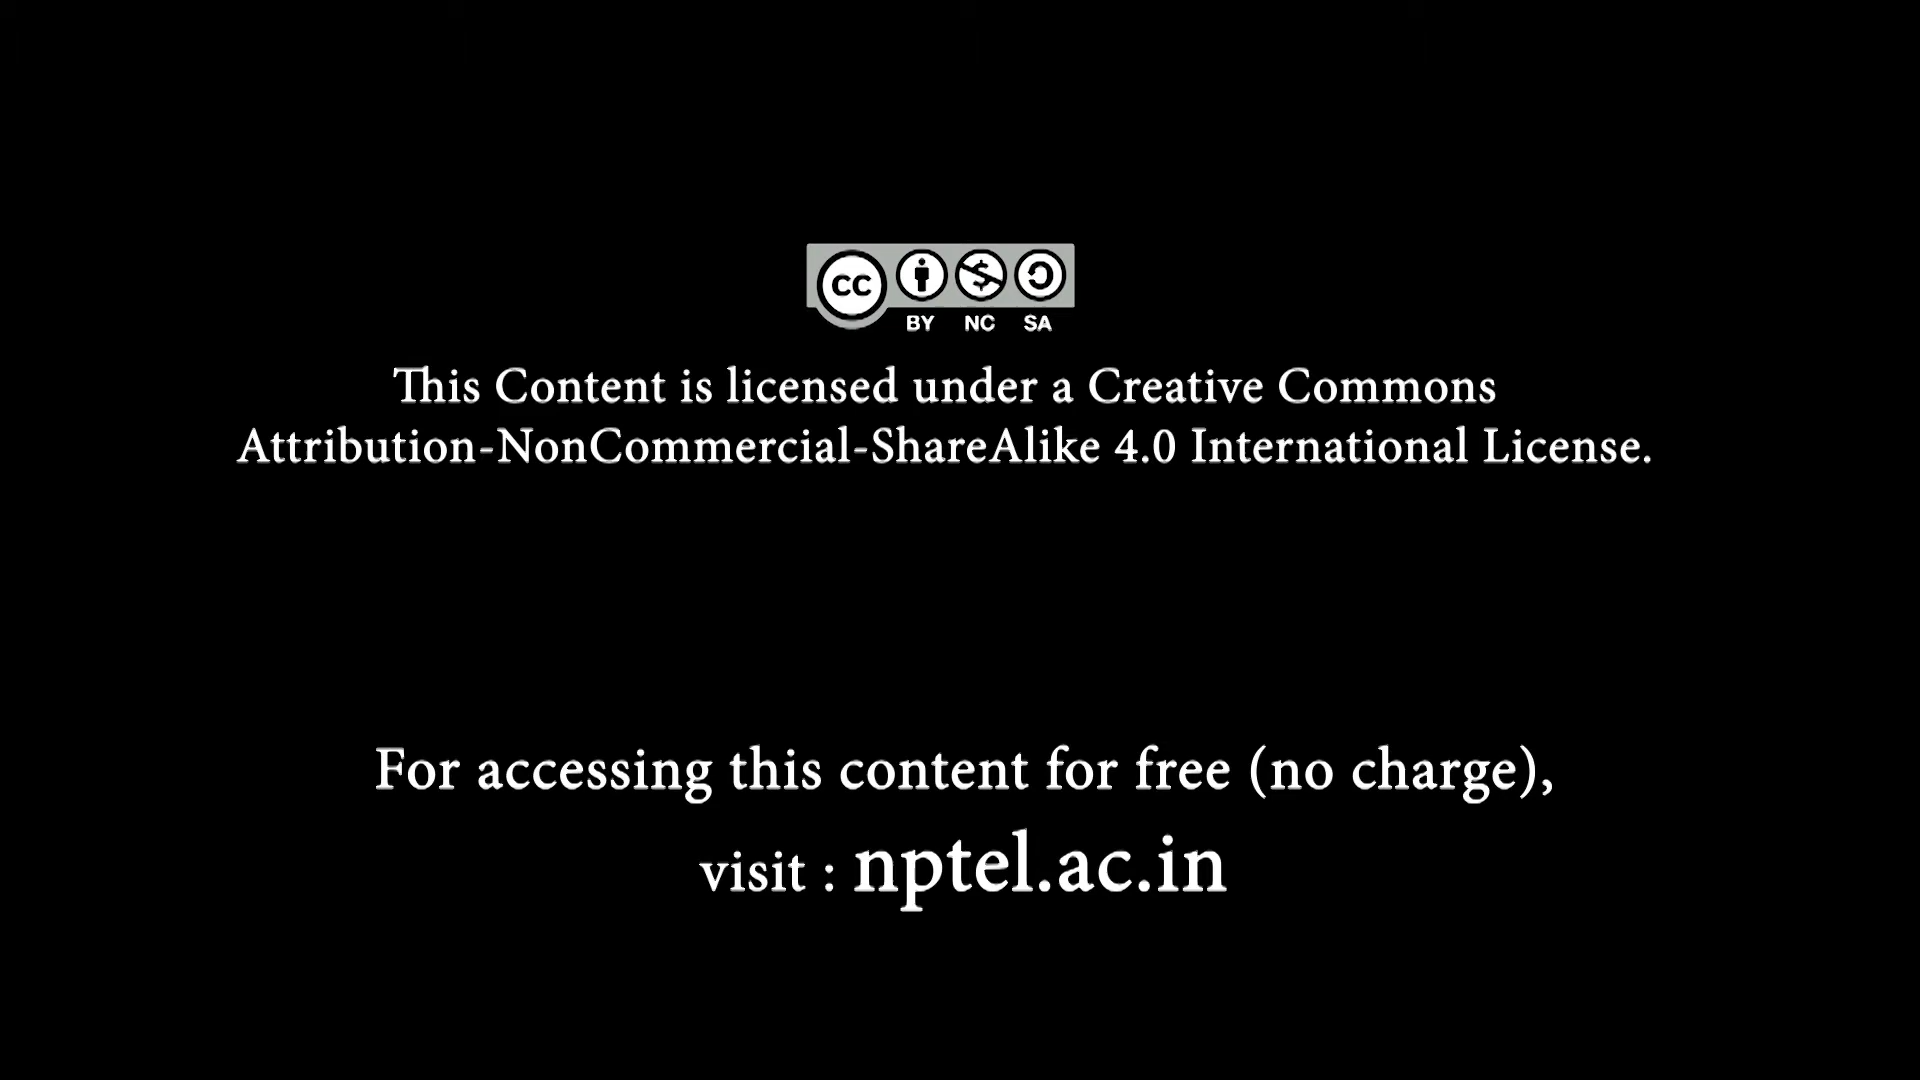 cc
BY NC SA
This Content is licensed under a Creative Commons
Attribution-NonCommercial-ShareAlike 4.0 International License.
For accessing this content for free (no charge),
visit : nptel.ac.in